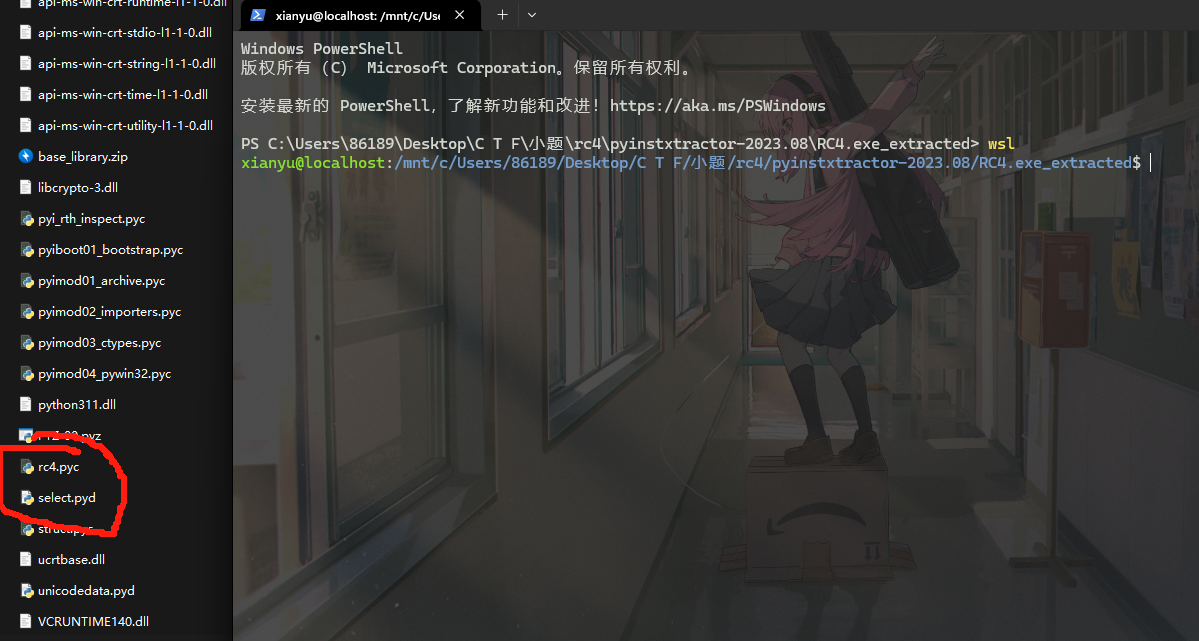 api-ms-win-crt-runtime-l1-1-0.dll
api-ms-win-crt-stdio-l1-1-0.dll
api-ms-win-crt-string-l1-1-0.dll
api-ms-win-crt-time-l1-1-0.dll
api-ms-win-crt-utility-l1-1-0.dll
base_library.zip
libcrypto-3.dll
pyi_rth_inspect.pyc
pyiboot01_bootstrap.pyc
pyimod01_archive.pyc
pyimod02_importers.pyc
pyimod03_ctypes.pyc
pyimod04_pywin32.pyc
python311.dll
rc4.pyc
select.pyd
ucrtbase.dll
unicodedata.pyd
VCRUNTIME140.dll
xianyu@localhost: /mnt/c/Use
Windows PowerShell
版权所有 (C) Microsoft Corporation。保留所有权利。
安装最新的 PowerShell，了解新功能和改进！https://aka.ms/PSWindows
PS C:\Users\86189\Desktop\C T F\小题\rc4\pyinstxtractor-2023.08\RC4.exe_extracted> wsl
xianyu@localhost:/mnt/c/Users/86189/Desktop/C T F/小题/rc4/pyinstxtractor-2023.08/RC4.exe_extracted$